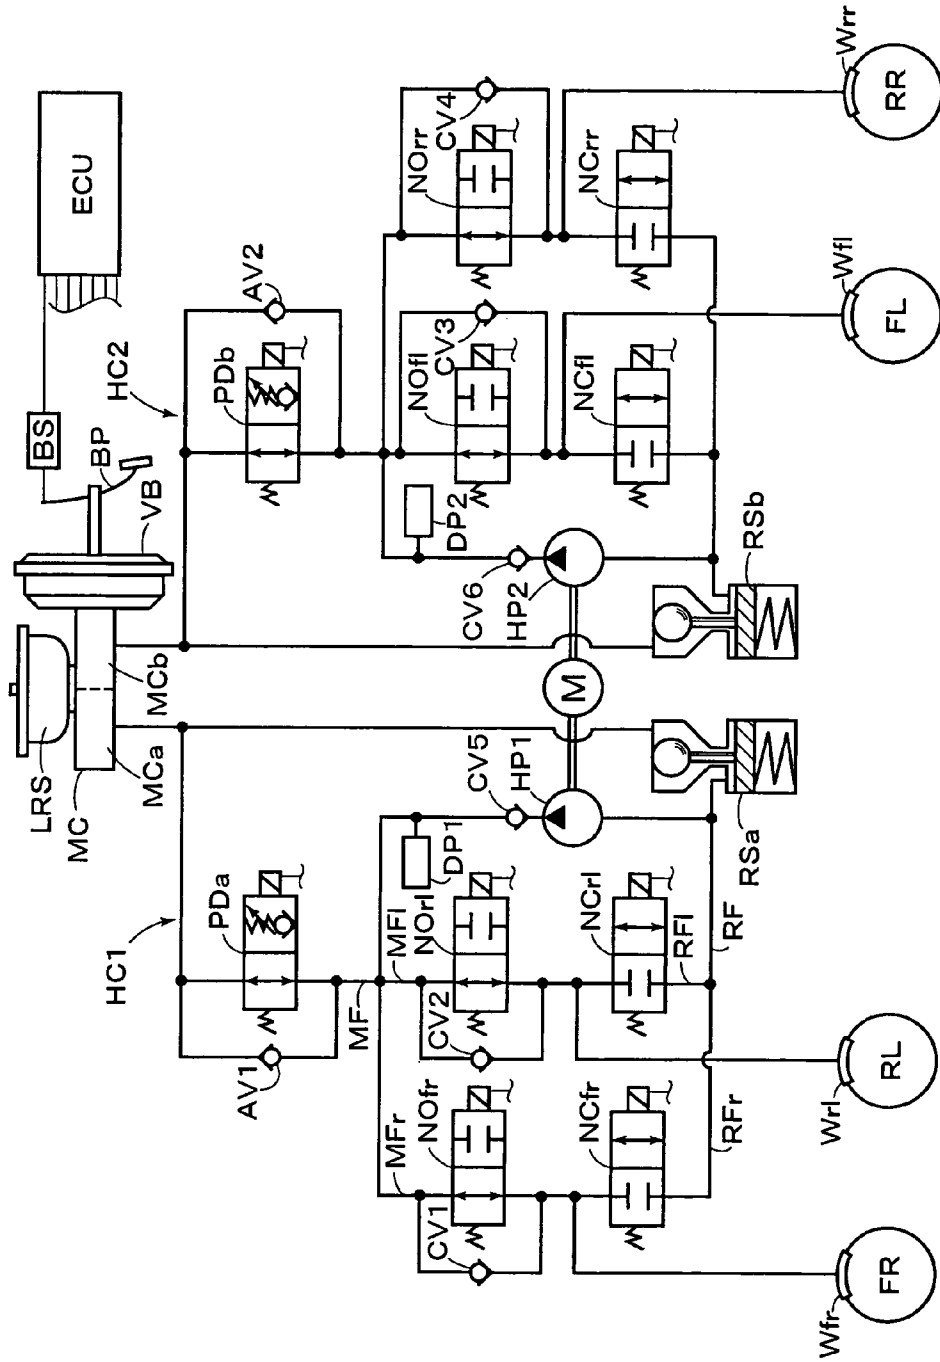 ECU
BS
BP
VB
LRS
MC
MCa
MCb
HC1
HC2
PDa
AV1
PDb
AV2
MF
MFr
MFl
NOfr
CV1
NOrl
CV2
DP1
CV5
HP1
M
DP2
CV6
HP2
NOfl
CV3
NOrr
CV4
NCfr
NCrl
RFl
RF
RFr
NCfl
NCrr
RSa
RSb
Wfr
FR
Wrl
RL
Wfl
FL
Wrr
RR